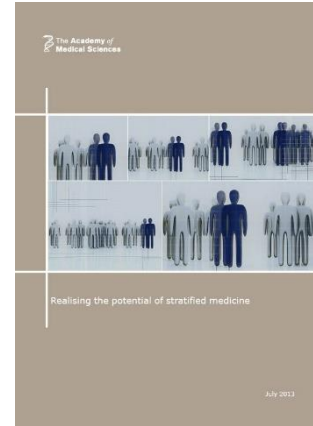 The Academy of
Medical Sciences
Realising the potential of stratified medicine
July 2013